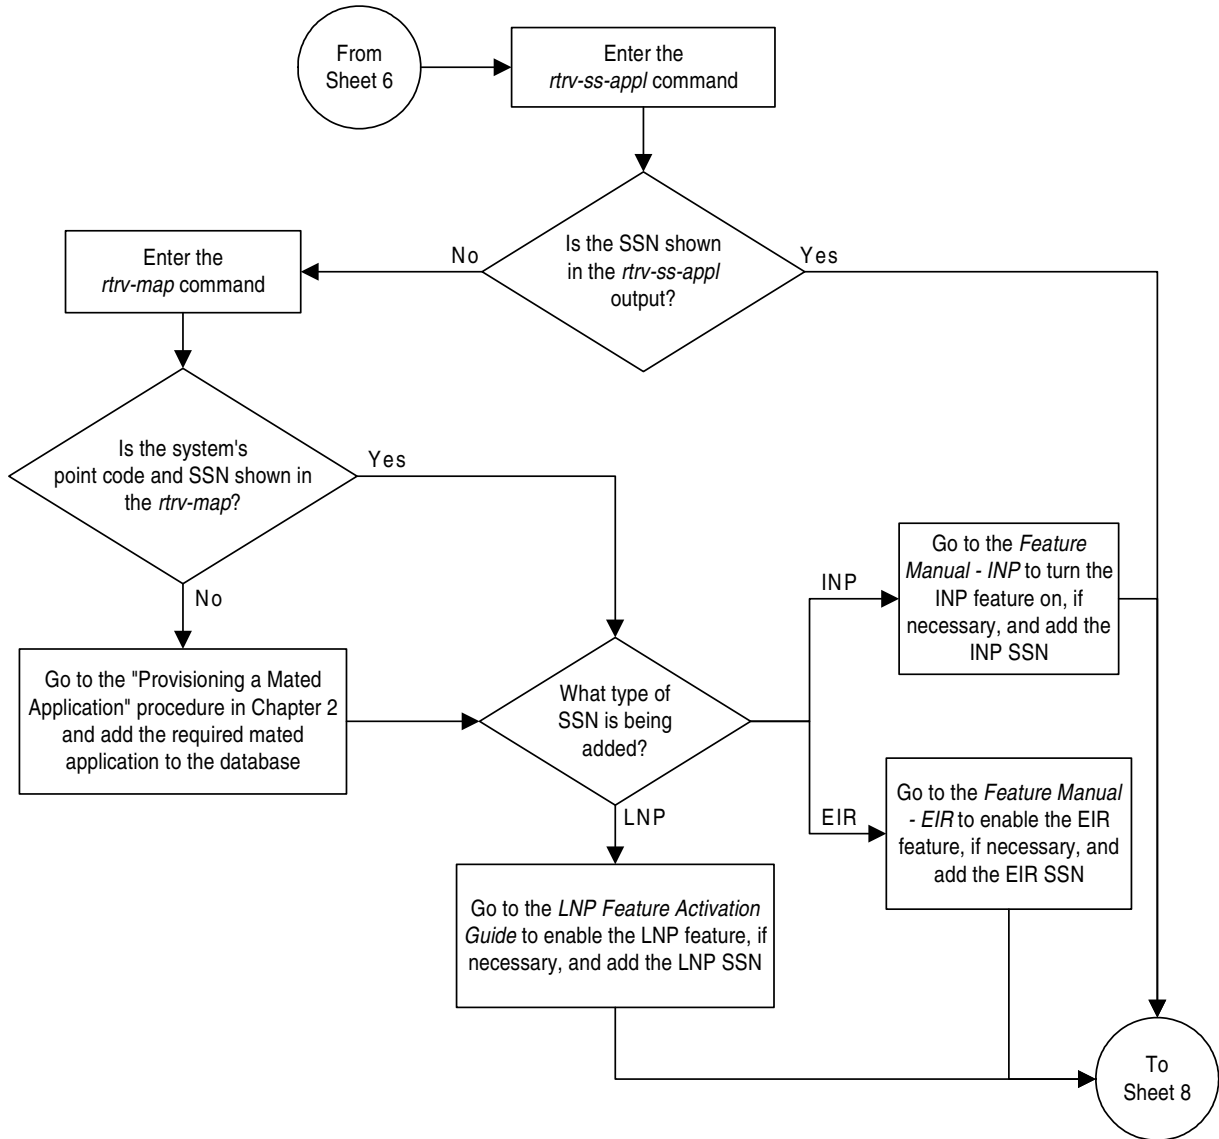 From
Sheet 6
Enter the
rtrv-ss-appl command
Is the SSN shown
in the rtrv-ss-appl
output?
No
Yes
Enter the
rtrv-map command
Is the system's
point code and SSN shown in
the rtrv-map?
Yes
No
Go to the "Provisioning a Mated
Application" procedure in Chapter 2
and add the required mated
application to the database
What type of
SSN is being
added?
INP
Go to the Feature
Manual - INP to turn the
INP feature on, if
necessary, and add the
INP SSN
EIR
Go to the Feature Manual
- EIR to enable the EIR
feature, if necessary, and
add the EIR SSN
LNP
Go to the LNP Feature Activation
Guide to enable the LNP feature, if
necessary, and add the LNP SSN
To
Sheet 8